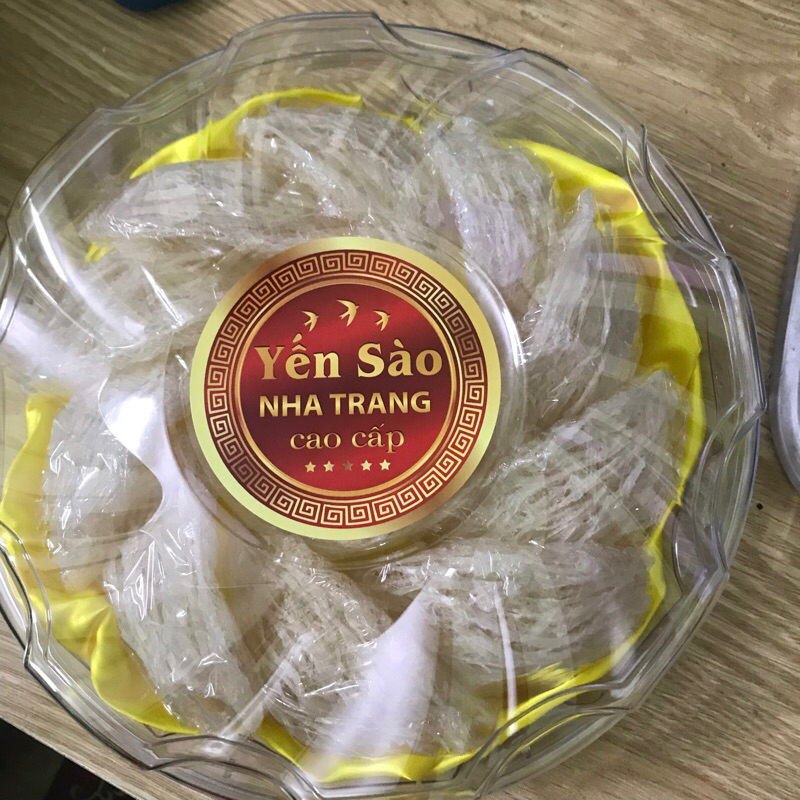 Yến Sào
NHA TRANG
cao cấp